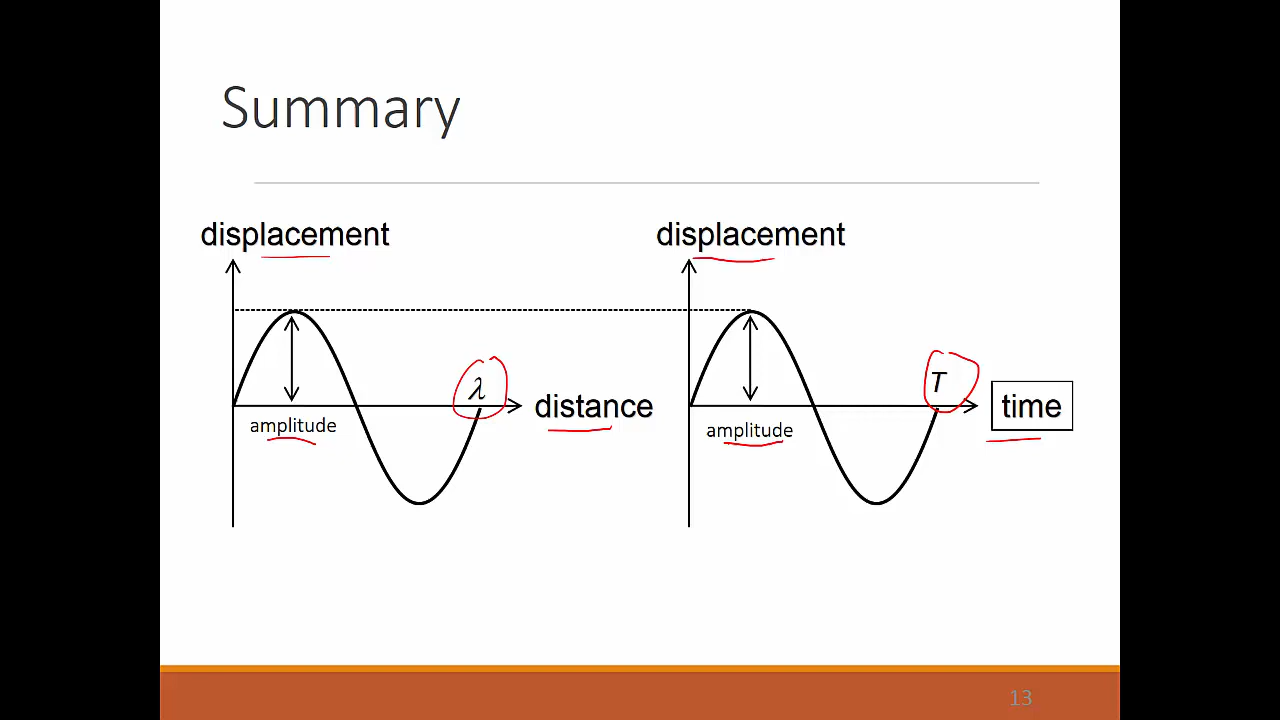 Summary
displacement
displacement
λ
distance
amplitude
T
time
amplitude
13